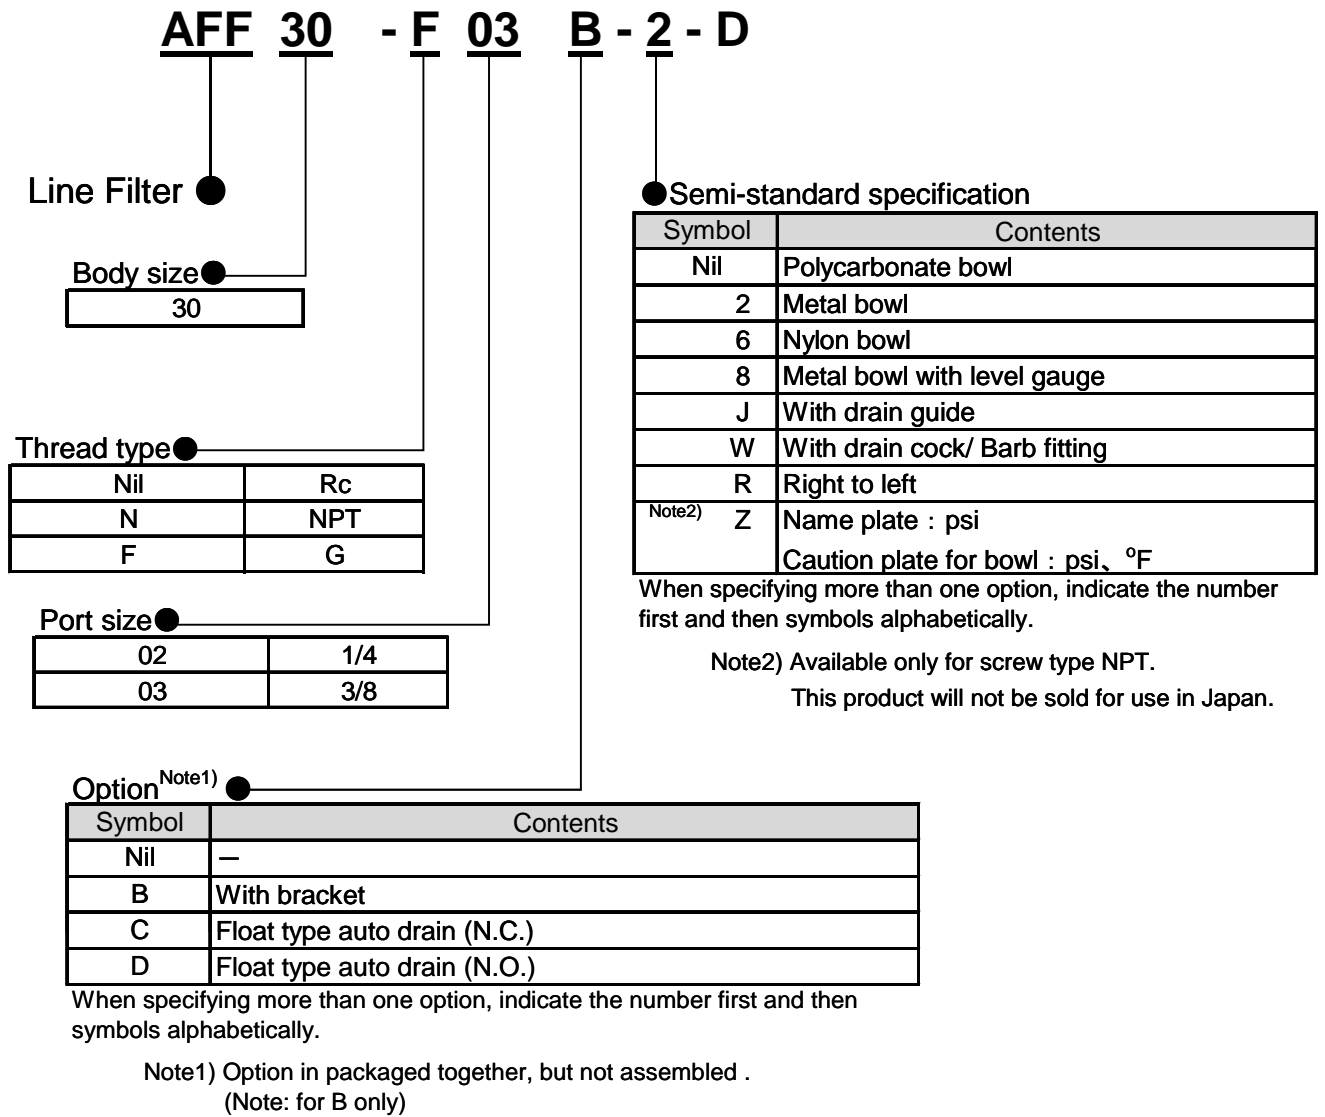 AFF 30 - F 03 B - 2 - D
Line Filter
Body size
30
Thread type
Nil Rc
N NPT
F G
Port size
02 1/4
03 3/8
Semi-standard specification
Symbol Contents
Nil Polycarbonate bowl
2 Metal bowl
6 Nylon bowl
8 Metal bowl with level gauge
J With drain guide
W With drain cock/ Barb fitting
R Right to left
Note2) Z Name plate：psi
Caution plate for bowl：psi、ºF
When specifying more than one option, indicate the number
first and then symbols alphabetically.
Note2) Available only for screw type NPT.
This product will not be sold for use in Japan.
Option Note1)
Symbol Contents
Nil —
B With bracket
C Float type auto drain (N.C.)
D Float type auto drain (N.O.)
When specifying more than one option, indicate the number first and then
symbols alphabetically.
Note1) Option in packaged together, but not assembled .
(Note: for B only)